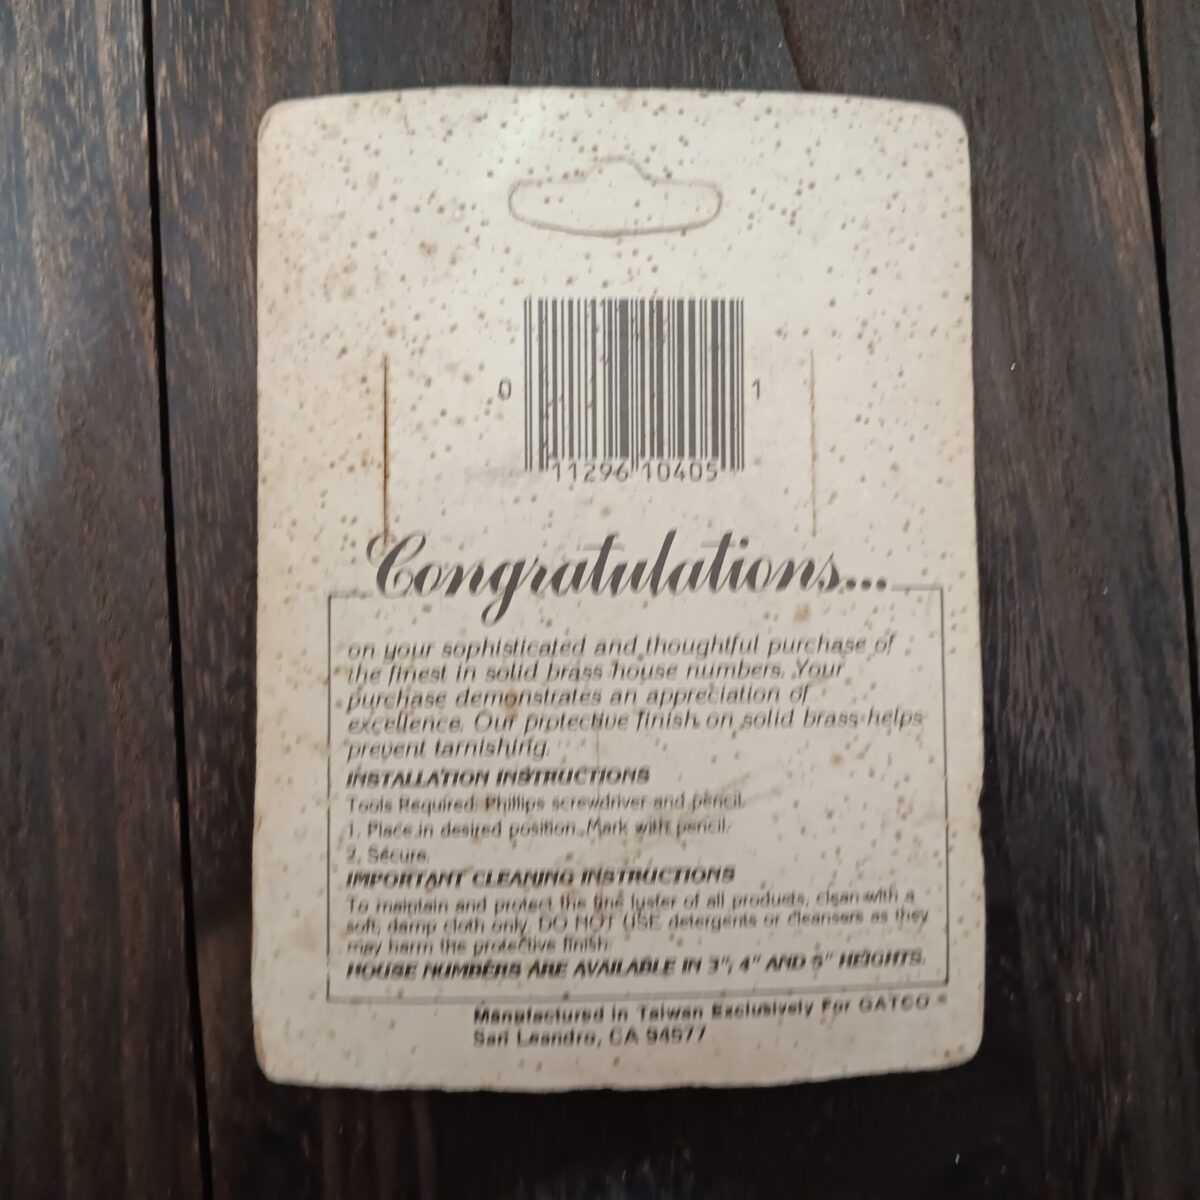 0 11296 10405 1
Congratulations...
on your sophisticated and thoughtful purchase of
the finest in solid brass house numbers. Your
purchase demonstrates an appreciation of
excellence. Our protective finish on solid brass helps
prevent tarnishing.
INSTALLATION INSTRUCTIONS
Tools Required: Phillips screwdriver and pencil.
1. Place in desired position. Mark with pencil.
2. Secure.
IMPORTANT CLEANING INSTRUCTIONS
To maintain and protect the fine luster of all products, clean with a
soft, damp cloth only. DO NOT USE detergents or cleansers as they
may harm the protective finish.
HOUSE NUMBERS ARE AVAILABLE IN 3", 4" AND 5" HEIGHTS.
Manufactured in Taiwan Exclusively For GATCO ®
San Leandro, CA 94577